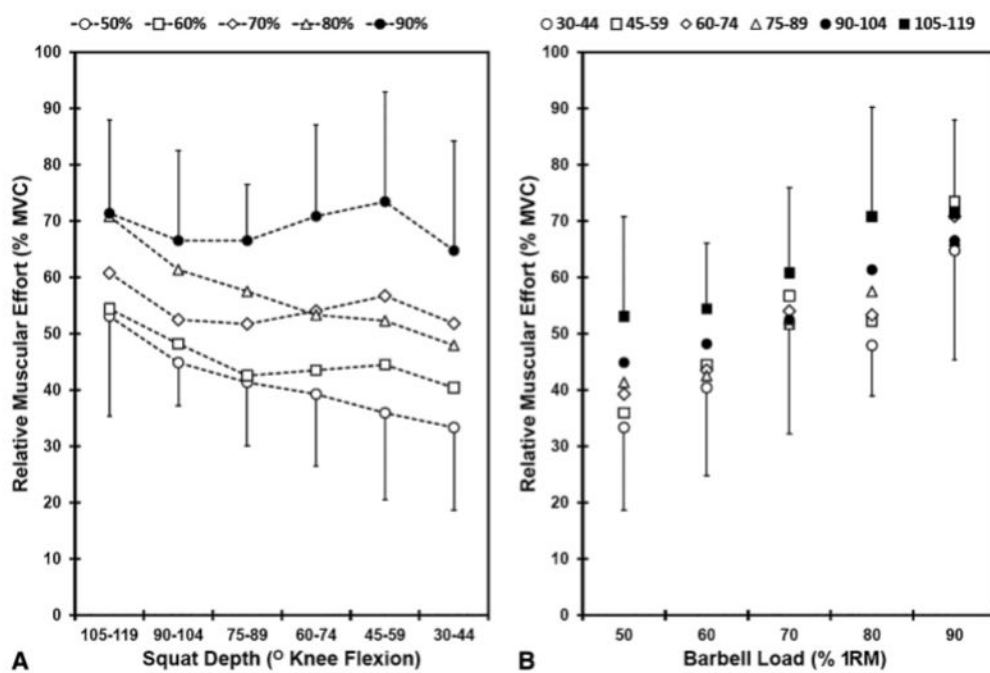 50% 60% 70% 80% 90%
30-44 45-59 60-74 75-89 90-104 105-119
Relative Muscular Effort (% MVC)
100
90
80
70
60
50
40
30
20
10
0
105-119 90-104 75-89 60-74 45-59 30-44
A Squat Depth (O Knee Flexion)
Relative Muscular Effort (% MVC)
100
90
80
70
60
50
40
30
20
10
0
50 60 70 80 90
B Barbell Load (% 1RM)